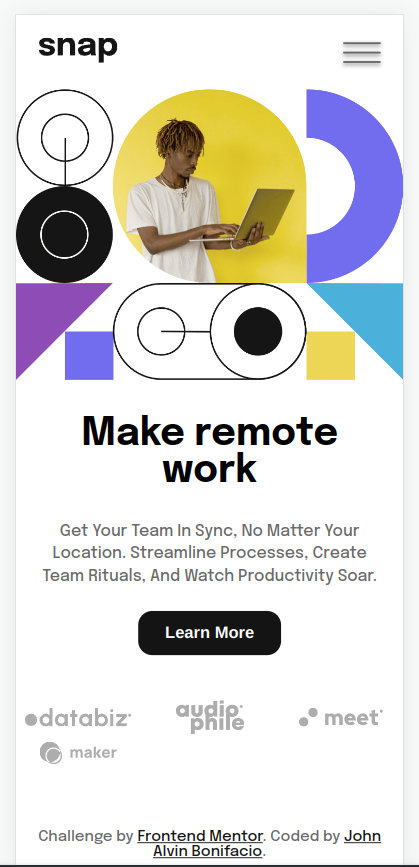 snap
Make remote
work
Get Your Team In Sync, No Matter Your
Location. Streamline Processes, Create
Team Rituals, And Watch Productivity Soar.
Learn More
databiz
audio
phile
meet
maker
Challenge by Frontend Mentor. Coded by John
Alvin Bonifacio.